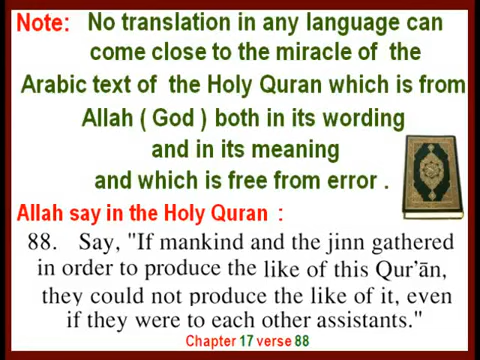 Note: No translation in any language can
come close to the miracle of the
Arabic text of the Holy Quran which is from
Allah ( God ) both in its wording
and in its meaning
and which is free from error .
Allah say in the Holy Quran :
88. Say, "If mankind and the jinn gathered
in order to produce the like of this Qur'ān,
they could not produce the like of it, even
if they were to each other assistants."
Chapter 17 verse 88